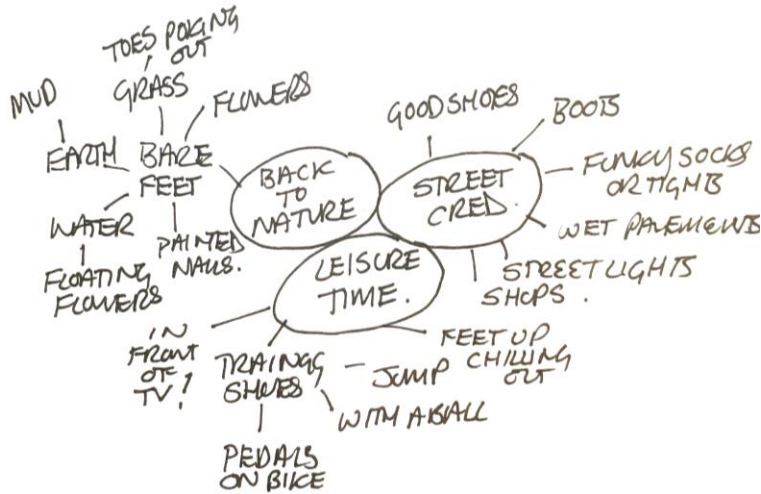 TOES POKING
OUT
GRASS
MUD
FLOWERS
EARTH
BARE
FEET
WATER
FLOATING
FLOWERS
PAINTED
NAILS.
BACK
TO
NATURE
GOOD SHOES
BOOTS
STREET
CRED.
FUNKY SOCKS
OR TIGHTS
WET PAVEMENTS
STREET LIGHTS
SHOPS.
LEISURE
TIME.
IN
FRONT
OF
TV!
TRAINGG
SHOES
JUMP
WITH A BALL
PEDALS
ON BIKE
FEET UP
CHILLING
OUT